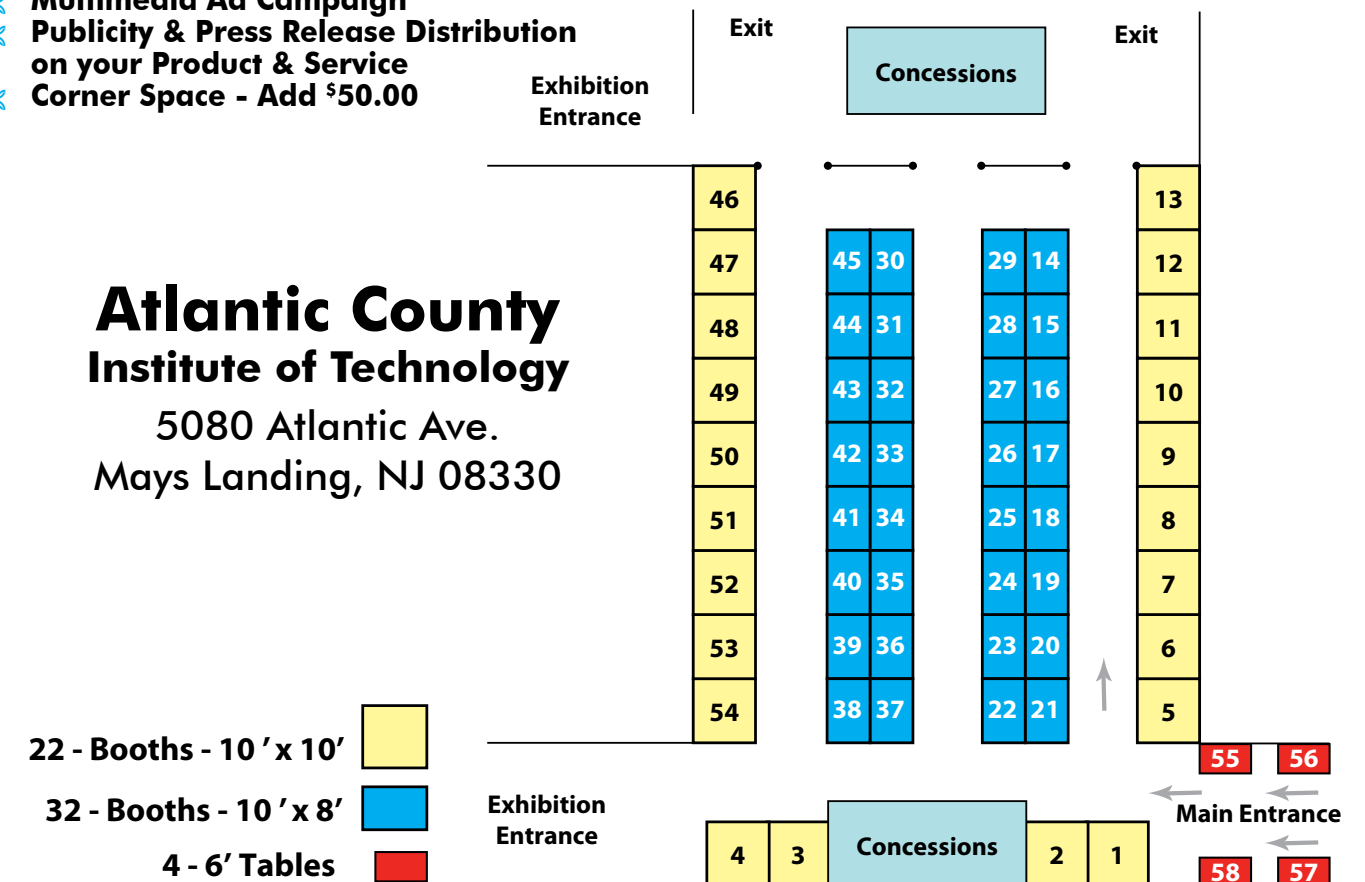 Multimedia Ad Campaign
Publicity & Press Release Distribution
on your Product & Service
Corner Space - Add $50.00
Exit
Concessions
Exit
Exhibition
Entrance
Atlantic County
Institute of Technology
5080 Atlantic Ave.
Mays Landing, NJ 08330
46 13
47 45 30 29 14 12
48 44 31 28 15 11
49 43 32 27 16 10
50 42 33 26 17 9
51 41 34 25 18 8
52 40 35 24 19 7
53 39 36 23 20 6
54 38 37 22 21 5
22 - Booths - 10 ' x 10'
32 - Booths - 10 ' x 8'
4 - 6' Tables
Exhibition
Entrance
4 3 Concessions 2 1
55 56
Main Entrance
58 57